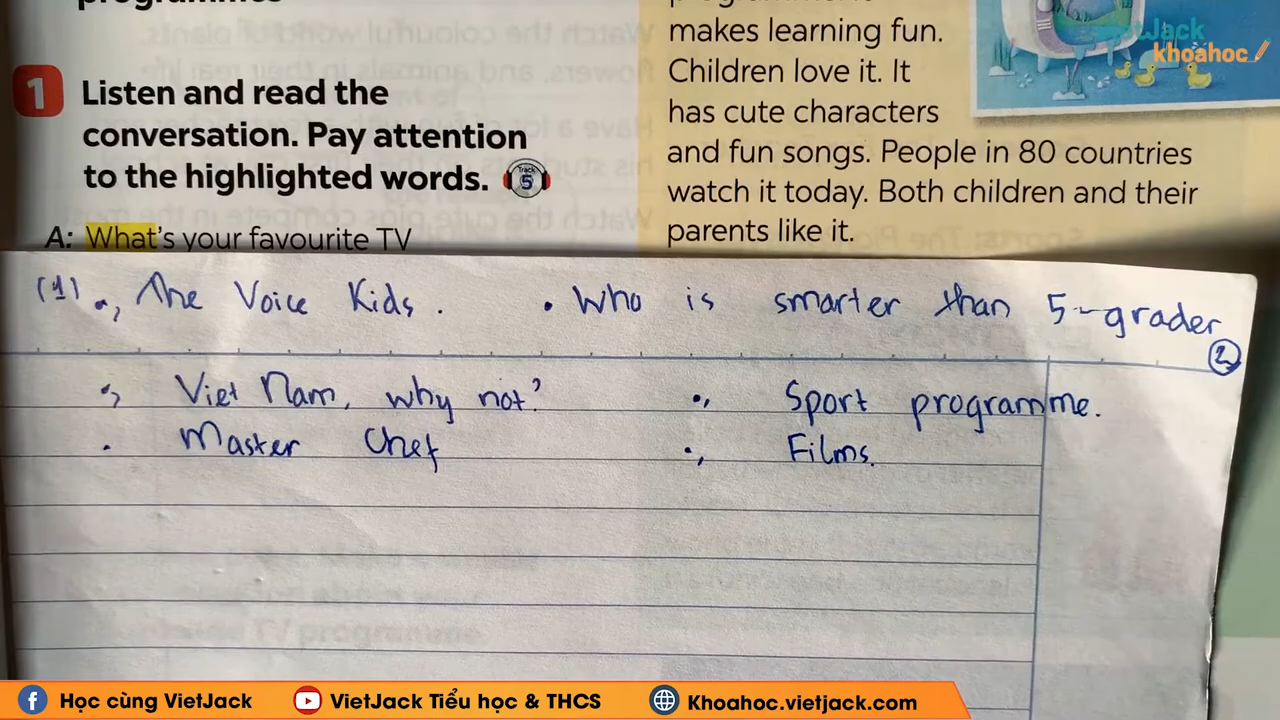 makes learning fun.
Children love it. It
has cute characters
and fun songs. People in 80 countries
watch it today. Both children and their
parents like it.
VietJack
khoahoc
1 Listen and read the
conversation. Pay attention
to the highlighted words. Track 5
A: What's your favourite TV
(1) The Voice Kids. • Who is smarter than 5-grader
2
Viet Nam, why not? Sport programme.
Master Chef Films.
Học cùng VietJack VietJack Tiểu học & THCS Khoahoc.vietjack.com